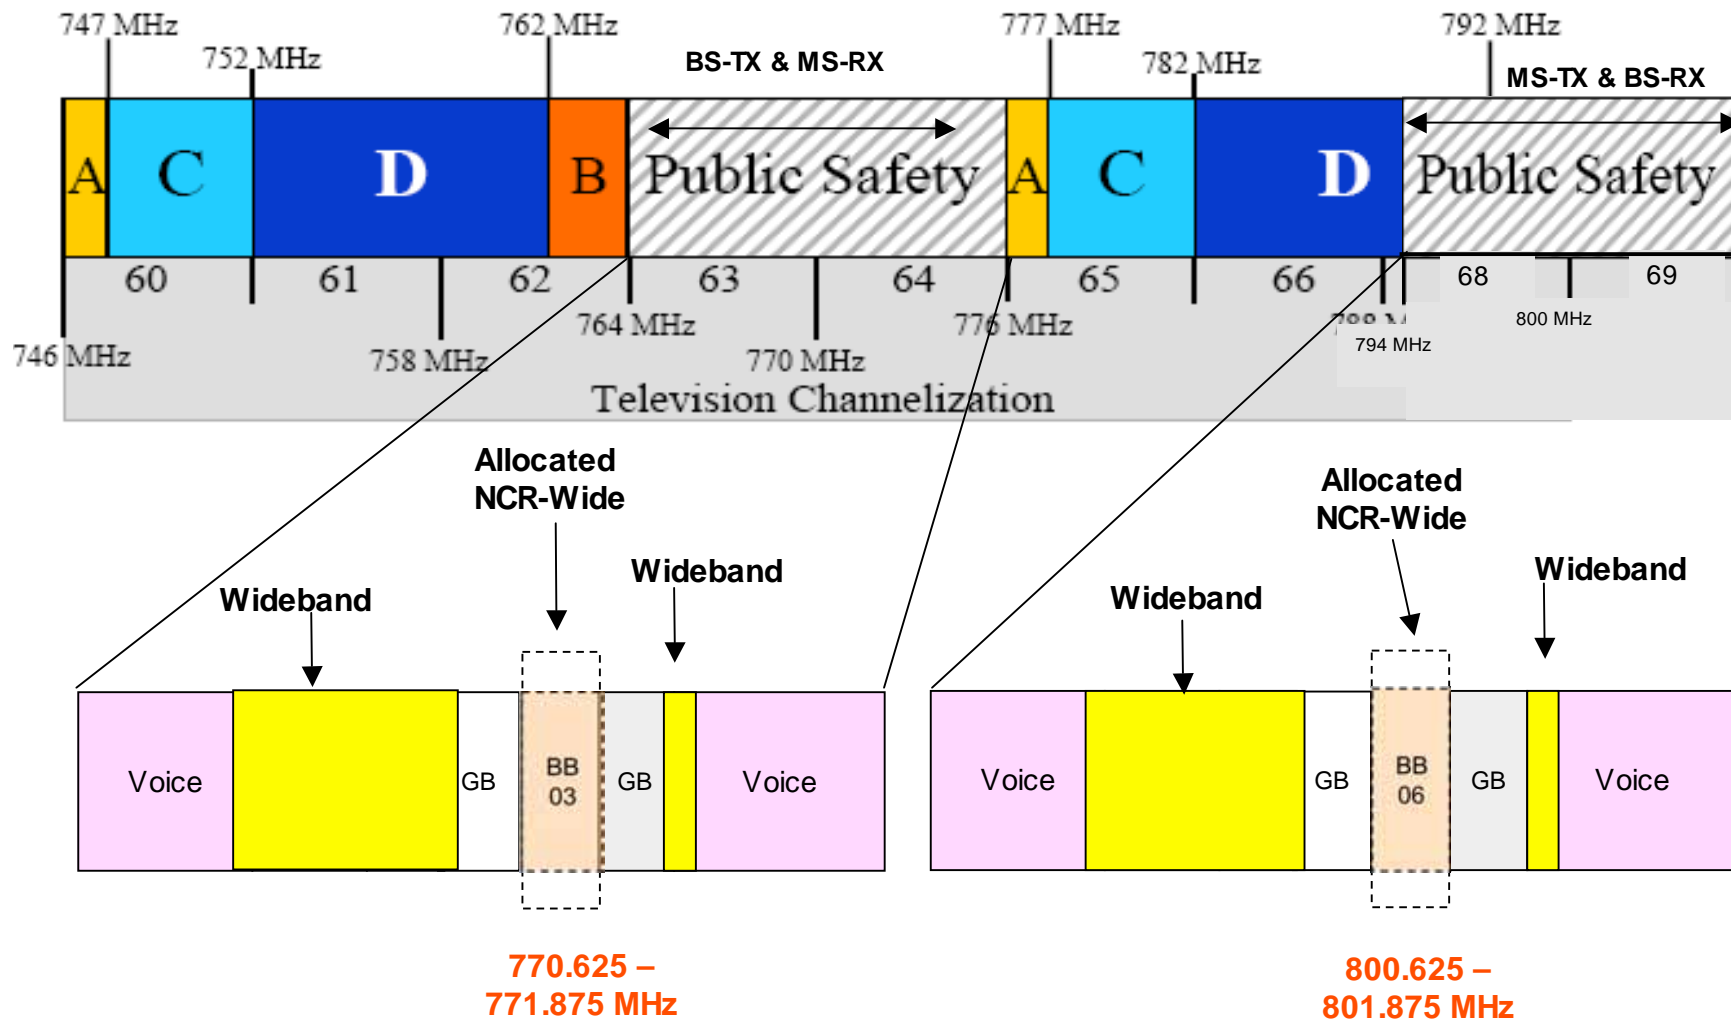 747 MHz
762 MHz
777 MHz
792 MHz
752 MHz
BS-TX & MS-RX
782 MHz
MS-TX & BS-RX
A
C
D
B
Public Safety
A
C
D
Public Safety
60
61
62
63
64
65
66
68
69
764 MHz
776 MHz
800 MHz
746 MHz
758 MHz
770 MHz
794 MHz
Television Channelization
Allocated
NCR-Wide
Allocated
NCR-Wide
Wideband
Wideband
Wideband
Wideband
Voice
GB
BB
03
GB
Voice
Voice
GB
BB
06
GB
Voice
770.625 –
771.875 MHz
800.625 –
801.875 MHz